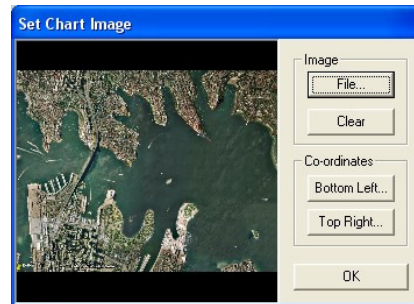 Set Chart Image
Image
File...
Clear
Co-ordinates
Bottom Left...
Top Right...
OK